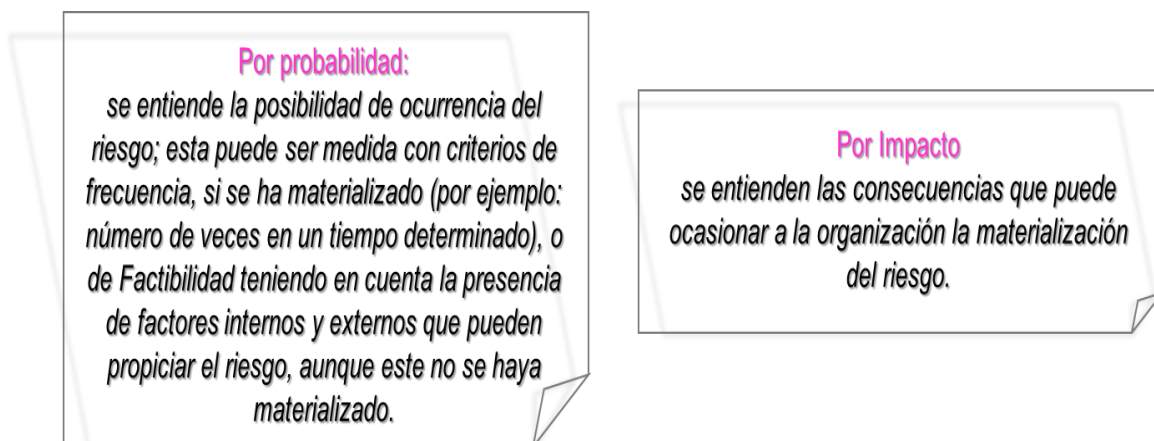 Por probabilidad:
se entiende la posibilidad de ocurrencia del
riesgo; esta puede ser medida con criterios de
frecuencia, si se ha materializado (por ejemplo:
número de veces en un tiempo determinado), o
de Factibilidad teniendo en cuenta la presencia
de factores internos y externos que pueden
propiciar el riesgo, aunque este no se haya
materializado.
Por Impacto
se entienden las consecuencias que puede
ocasionar a la organización la materialización
del riesgo.